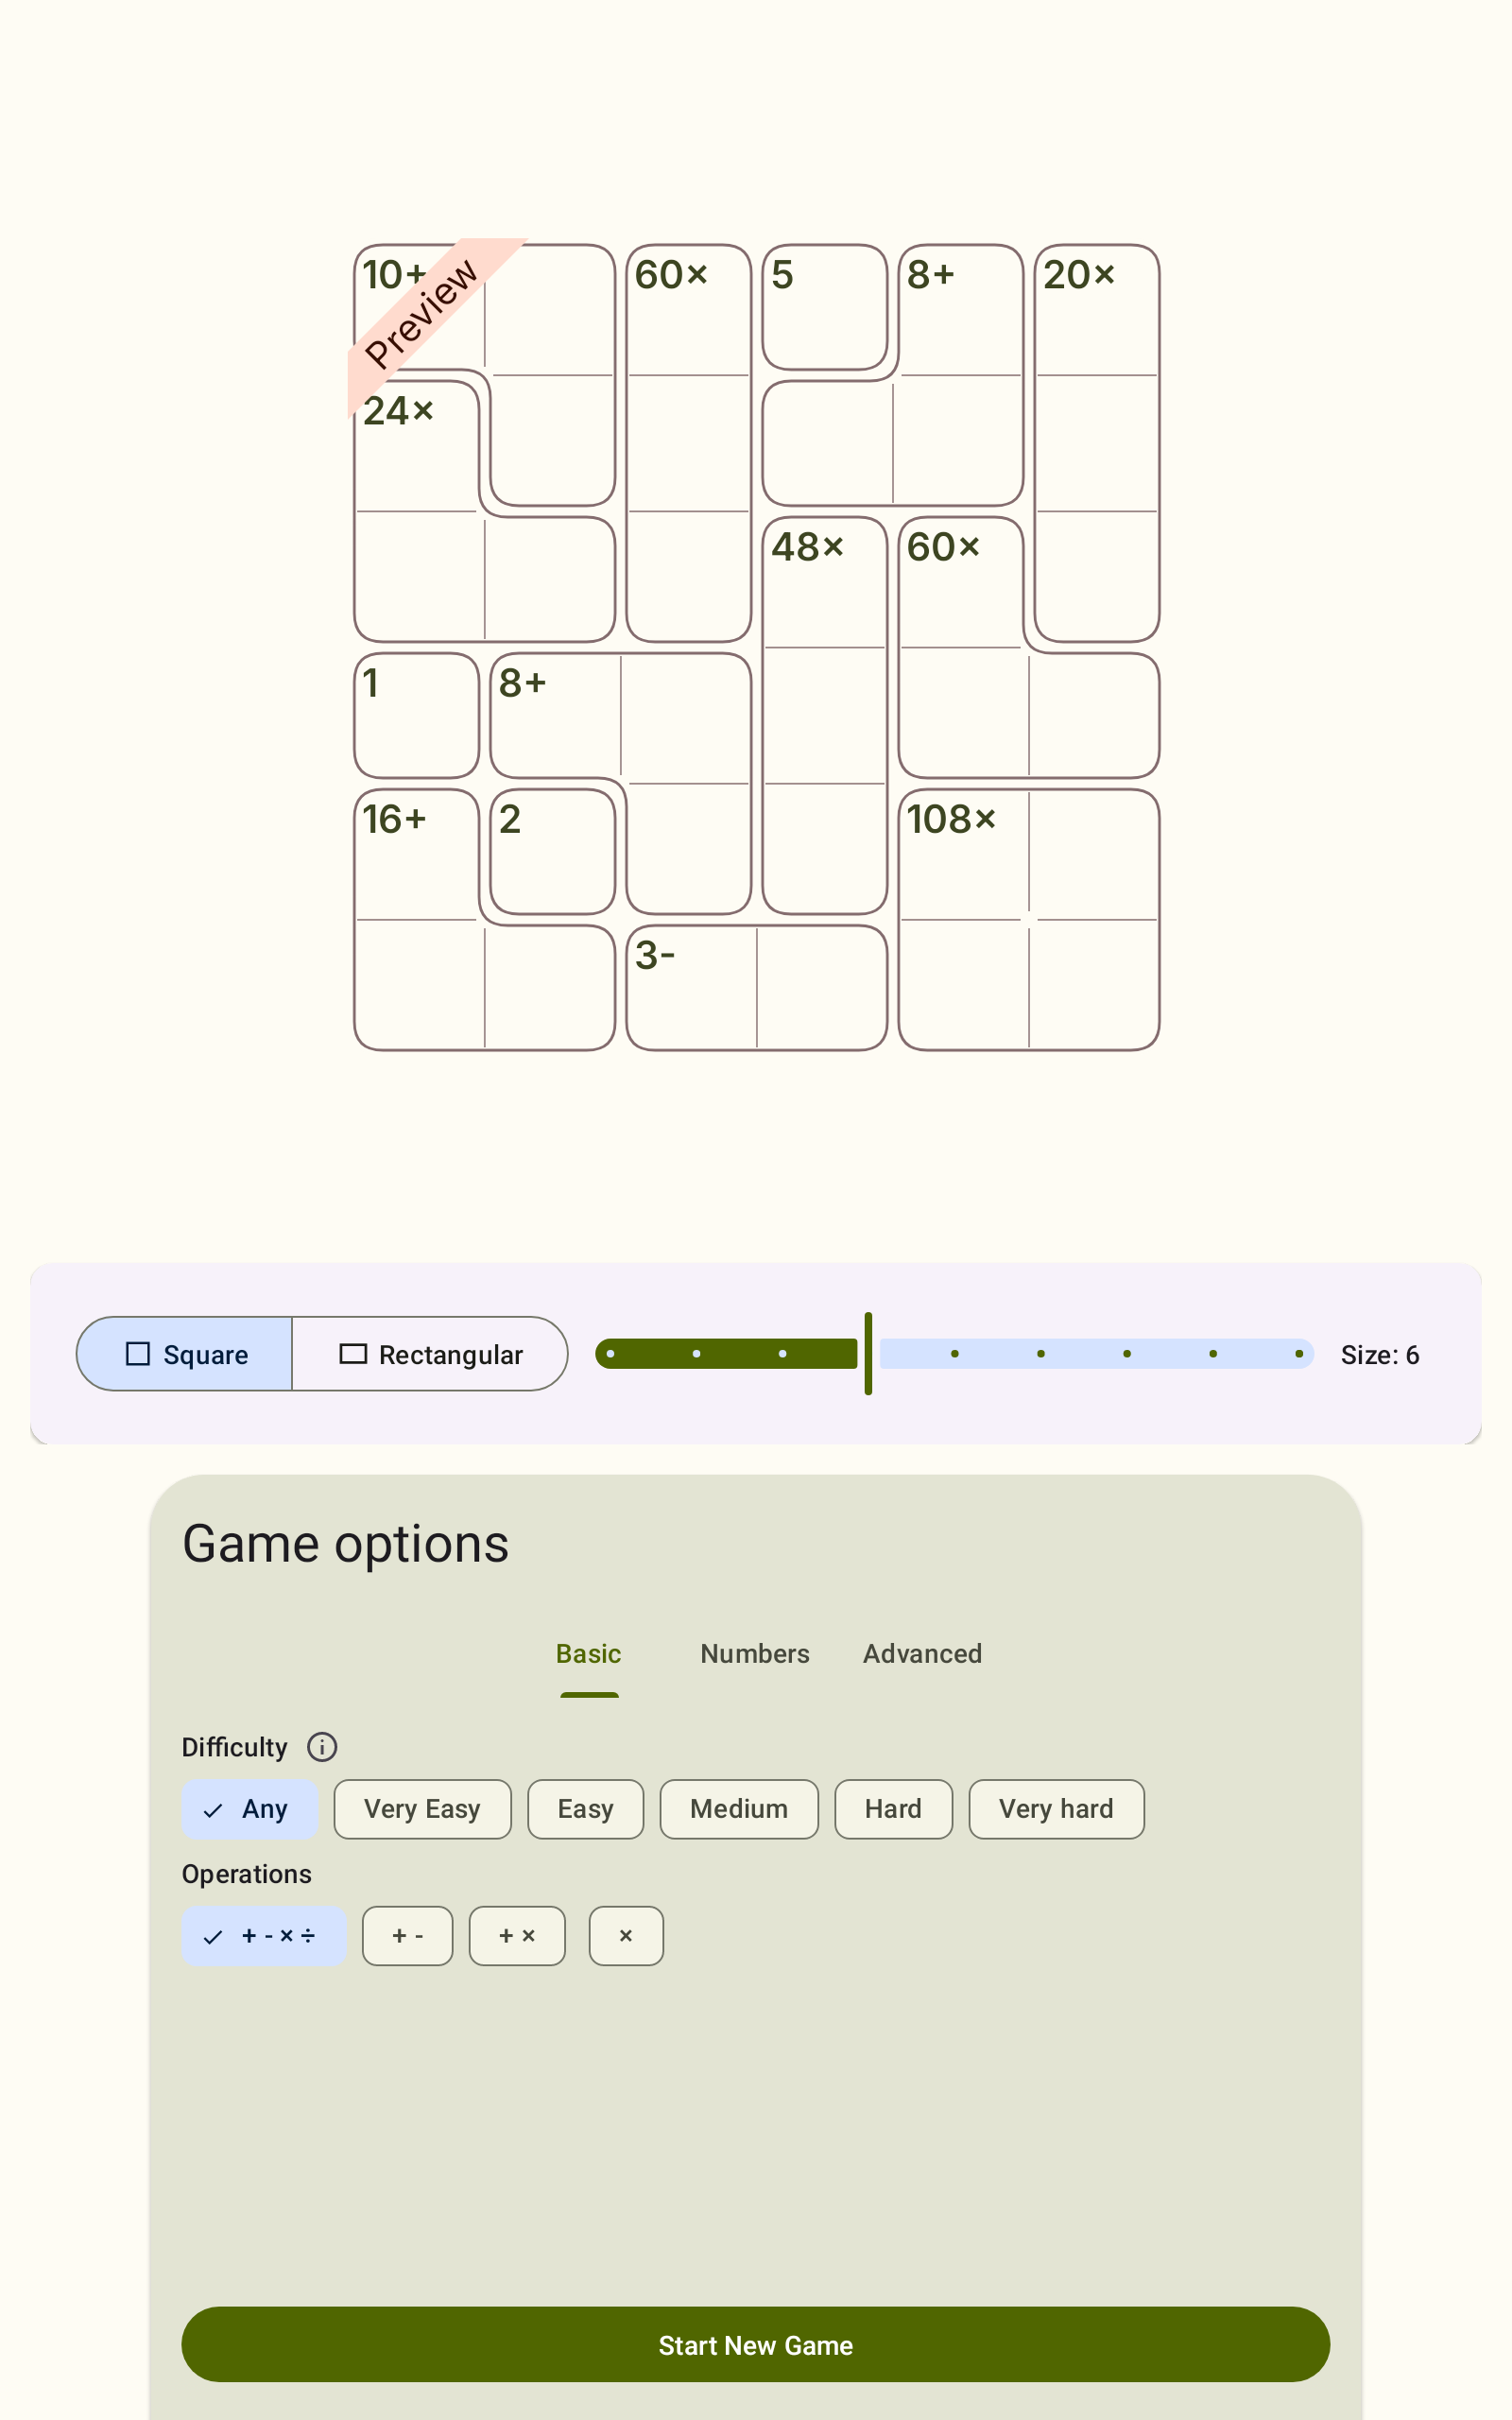 10+ 60× 5 8+ 20×
Preview
24×
48× 60×
1 8+
16+ 2 108×
3-
Square Rectangular Size: 6
Game options
Basic Numbers Advanced
Difficulty
Any Very Easy Easy Medium Hard Very hard
Operations
+ - × ÷ + - + × ×
Start New Game